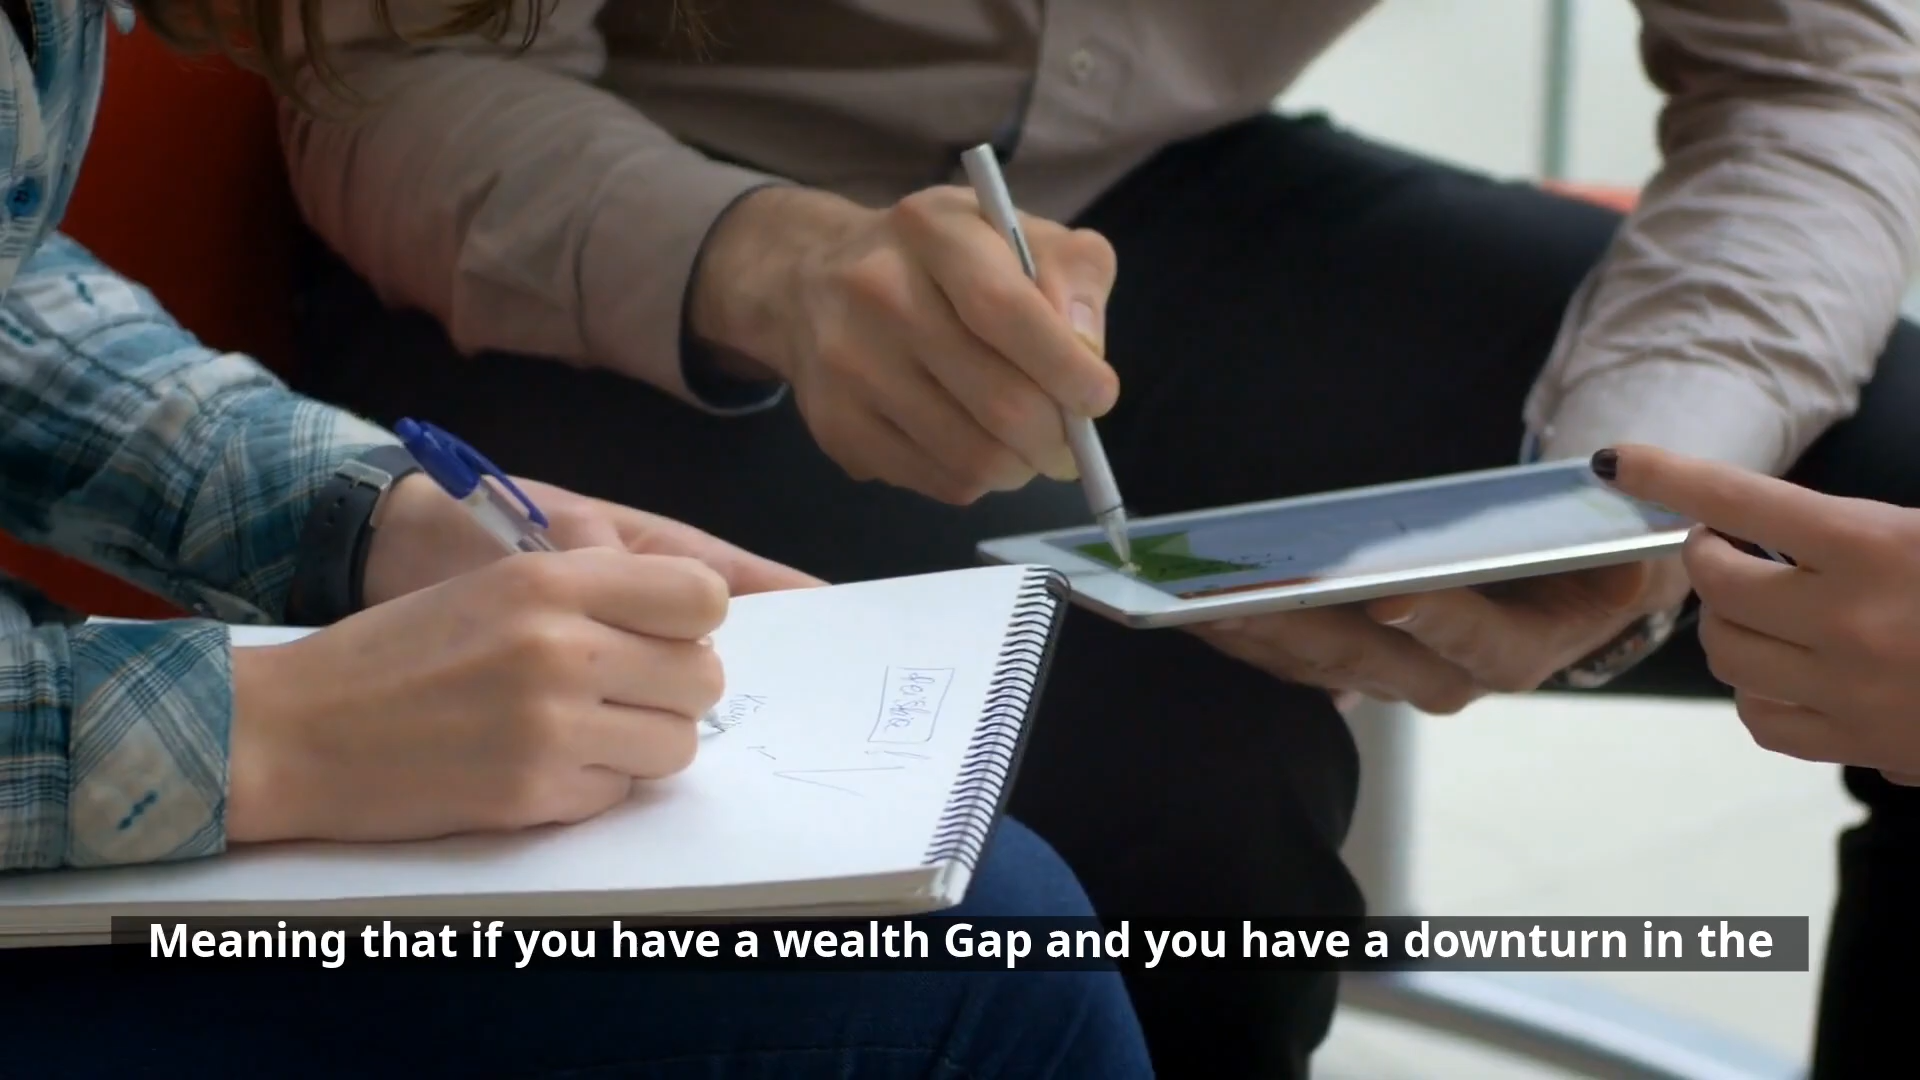 Meaning that if you have a wealth Gap and you have a downturn in the